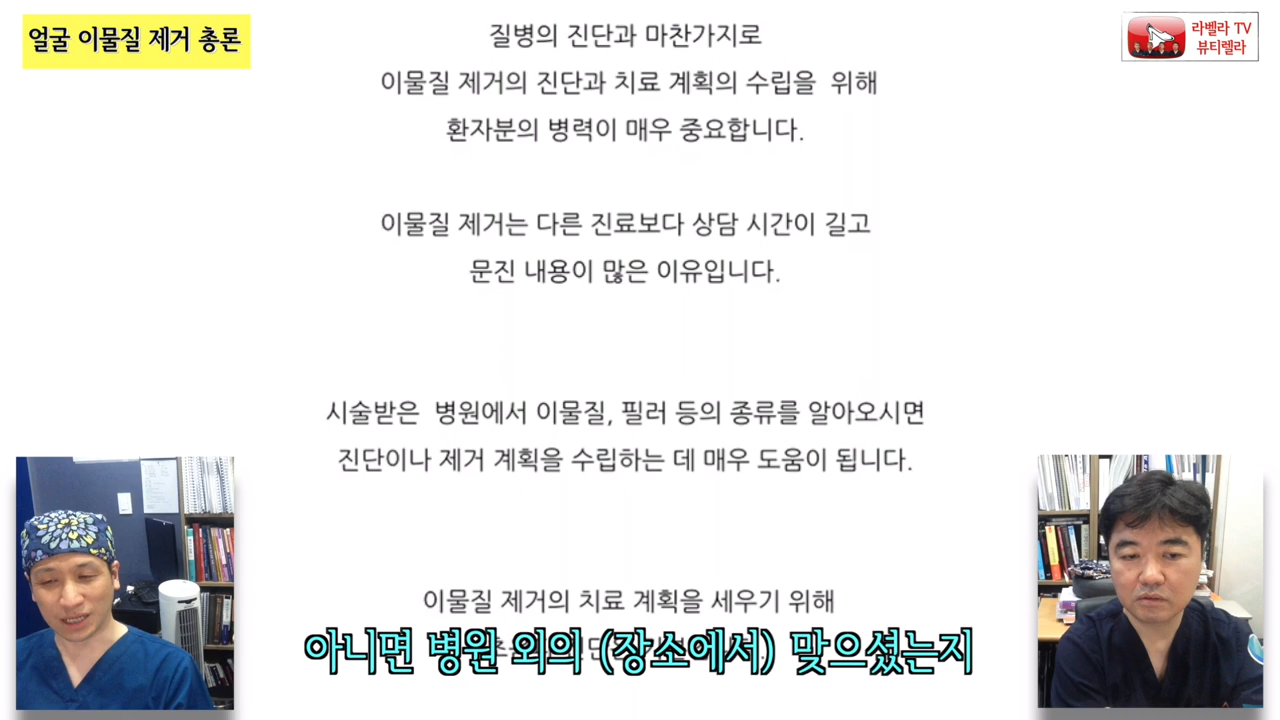 얼굴 이물질 제거 총론
라벨라 TV
뷰티렐라
질병의 진단과 마찬가지로
이물질 제거의 진단과 치료 계획의 수립을 위해
환자분의 병력이 매우 중요합니다.
이물질 제거는 다른 진료보다 상담 시간이 길고
문진 내용이 많은 이유입니다.
시술받은 병원에서 이물질, 필러 등의 종류를 알아오시면
진단이나 제거 계획을 수립하는 데 매우 도움이 됩니다.
이물질 제거의 치료 계획을 세우기 위해
아니면 병원 외의 (장소에서) 맞으셨는지